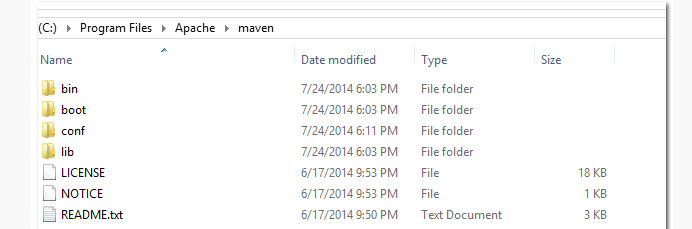 (C:) Program Files Apache maven
Name Date modified Type Size
bin 7/24/2014 6:03 PM File folder
boot 7/24/2014 6:03 PM File folder
conf 7/24/2014 6:11 PM File folder
lib 7/24/2014 6:03 PM File folder
LICENSE 6/17/2014 9:53 PM File 18 KB
NOTICE 6/17/2014 9:53 PM File 1 KB
README.txt 6/17/2014 9:50 PM Text Document 3 KB